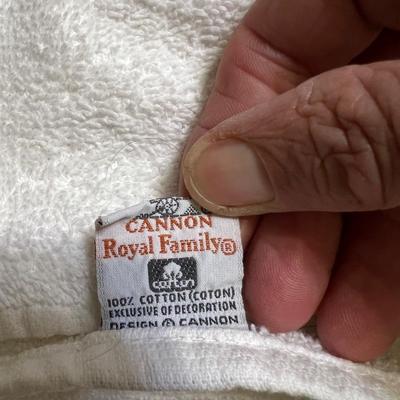 CANNON
Royal Family®
cotton
100% COTTON (COTON)
EXCLUSIVE OF DECORATION
DESIGN © CANNON